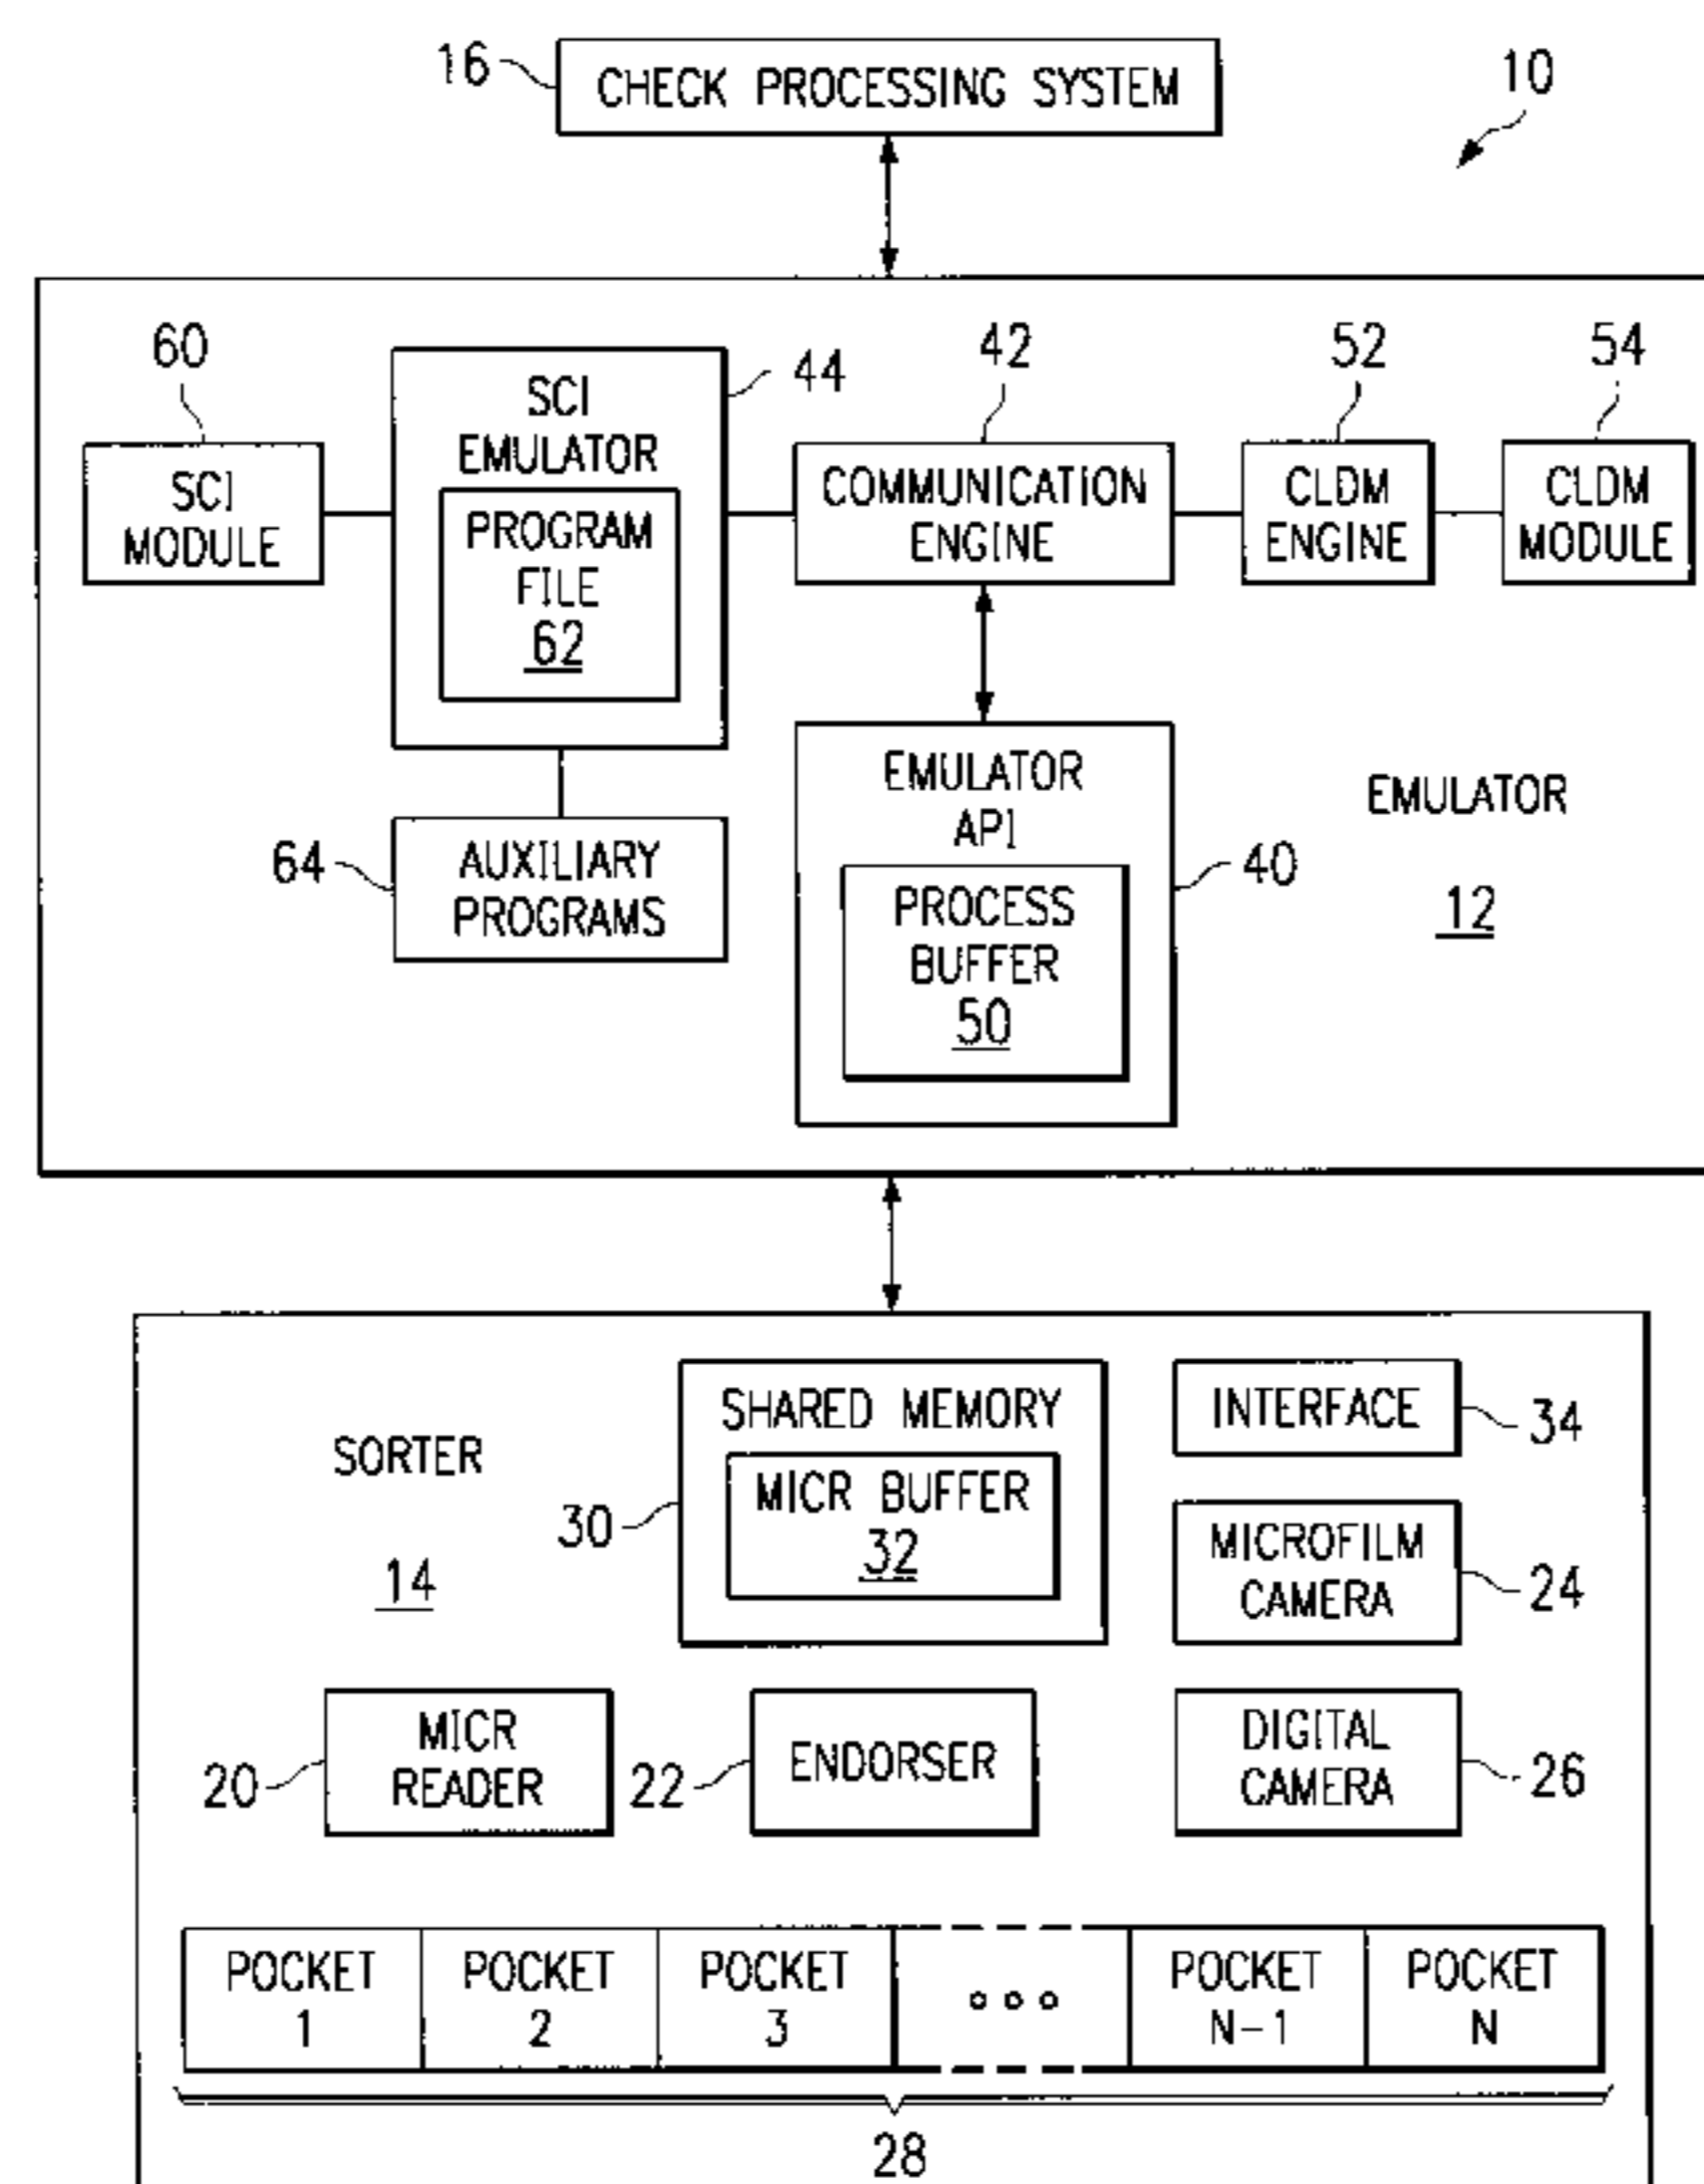 16
CHECK PROCESSING SYSTEM
10
60
44
42
52
54
SCI
MODULE
SCI
EMULATOR
PROGRAM
FILE
62
COMMUNICATION
ENGINE
CLDM
ENGINE
CLDM
MODULE
64
AUXILIARY
PROGRAMS
EMULATOR
API
PROCESS
BUFFER
50
40
EMULATOR
12
SORTER
14
30
SHARED MEMORY
MICR BUFFER
32
INTERFACE
34
MICROFILM
CAMERA
24
20
MICR
READER
22
ENDORSER
DIGITAL
CAMERA
26
POCKET
1
POCKET
2
POCKET
3
POCKET
N-1
POCKET
N
28